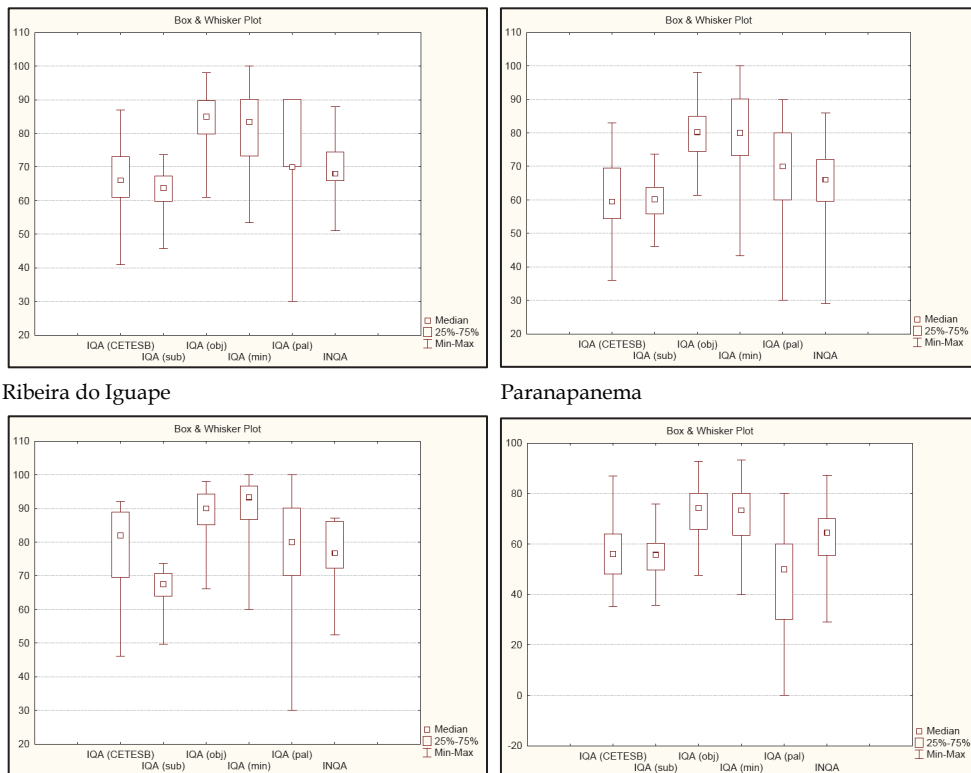 Box & Whisker Plot
110
100
90
80
70
60
50
40
30
20
IQA (CETESB) IQA (obj) IQA (pal)
IQA (sub) IQA (min) INQA
Median
25%-75%
Min-Max
Box & Whisker Plot
110
100
90
80
70
60
50
40
30
20
IQA (CETESB) IQA (obj) IQA (pal)
IQA (sub) IQA (min) INQA
Median
25%-75%
Min-Max
Ribeira do Iguape
Paranapanema
Box & Whisker Plot
110
100
90
80
70
60
50
40
30
20
IQA (CETESB) IQA (obj) IQA (pal)
IQA (sub) IQA (min) INQA
Median
25%-75%
Min-Max
Box & Whisker Plot
100
80
60
40
20
0
-20
IQA (CETESB) IQA (obj) IQA (pal)
IQA (sub) IQA (min) INQA
Median
25%-75%
Min-Max